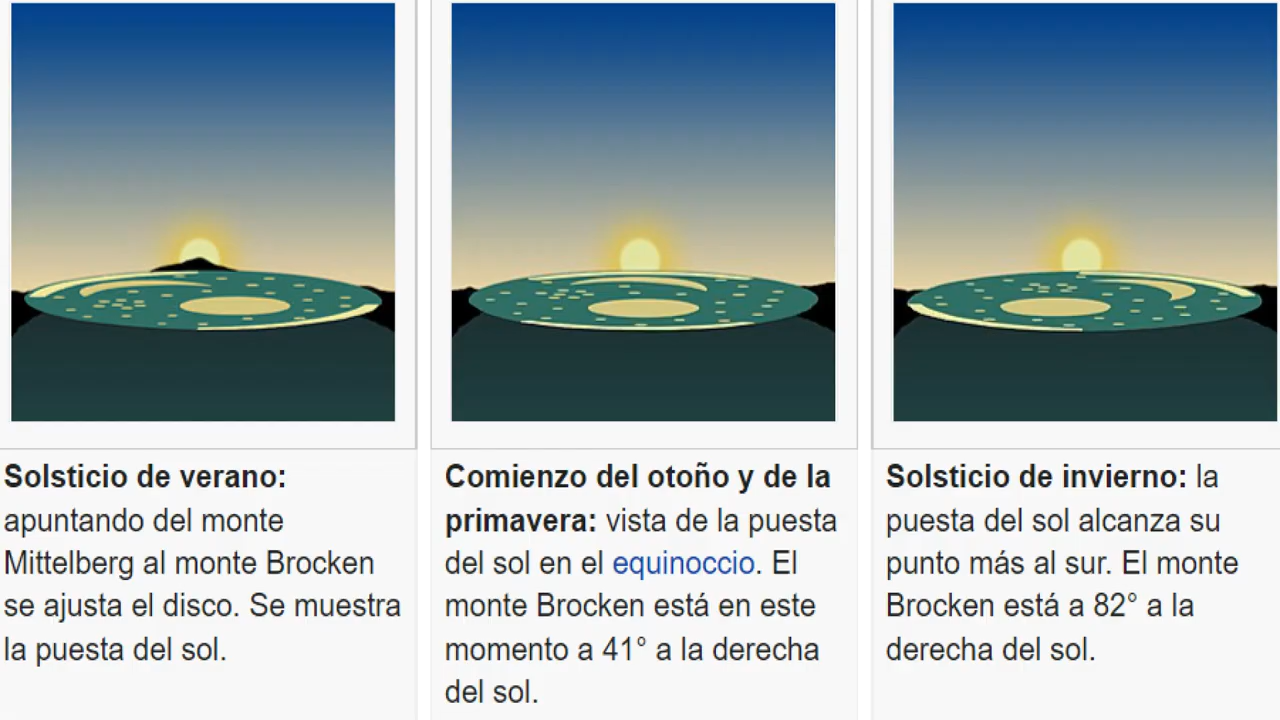 Solsticio de verano:
apuntando del monte
Mittelberg al monte Brocken
se ajusta el disco. Se muestra
la puesta del sol.
Comienzo del otoño y de la
primavera: vista de la puesta
del sol en el equinoccio. El
monte Brocken está en este
momento a 41° a la derecha
del sol.
Solsticio de invierno: la
puesta del sol alcanza su
punto más al sur. El monte
Brocken está a 82° a la
derecha del sol.